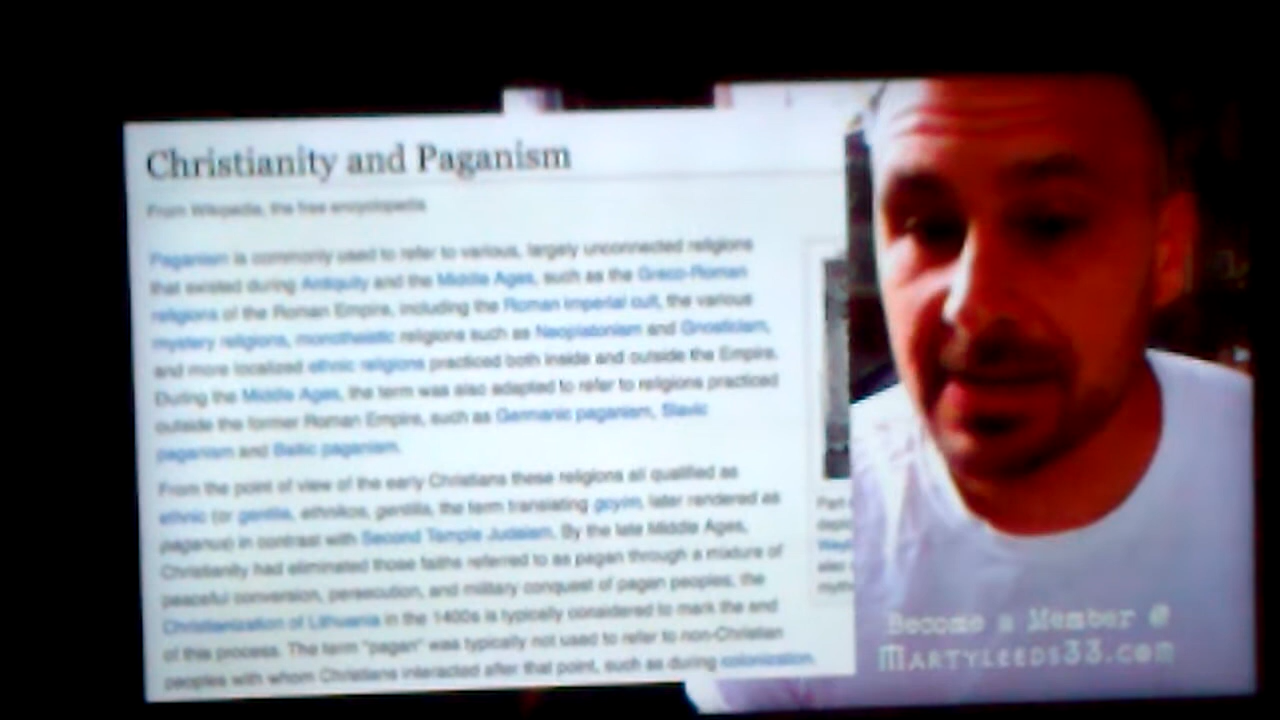 Christianity and Paganism
From Wikipedia, the free encyclopedia
Paganism is commonly used to refer to various, largely unconnected religions
that existed during Antiquity and the Middle Ages, such as the Greco-Roman
religions of the Roman Empire, including the Roman imperial cult, the various
mystery religions, monotheistic religions such as Neoplatonism and Gnosticism,
and more localized ethnic religions practiced both inside and outside the Empire.
During the Middle Ages, the term was also adapted to refer to religions practiced
outside the former Roman Empire, such as Germanic paganism, Slavic
paganism and Baltic paganism.
From the point of view of the early Christians these religions all qualified as
ethnic (or gentile, ethnikos, gentilis, the term translating goyim, later rendered as
paganus) in contrast with Second Temple Judaism. By the late Middle Ages,
Christianity had eliminated those faiths referred to as pagan through a mixture of
peaceful conversion, persecution, and military conquest of pagan peoples; the
Christianization of Lithuania in the 1400s is typically considered to mark the end
of this process. The term "pagan" was typically not used to refer to non-Christian
peoples with whom Christians interacted after that point, such as during colonization.
Part
also
Become a Member @
MARTYLEEDS33.COM